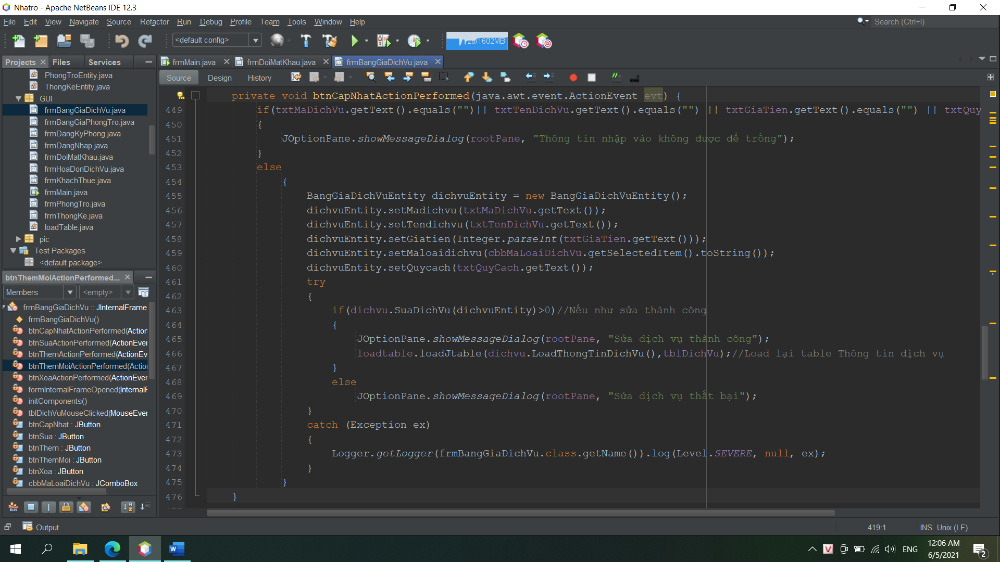 Nhatro - Apache NetBeans IDE 12.3
File Edit View Navigate Source Refactor Run Debug Profile Team Tools Window Help
Search (Ctrl+I)
<default config>
/1602MB
Projects Files Services
PhongTroEntity.java
ThongKeEntity.java
GUI
frmBangGiaDichVu.java
frmBangGiaPhongTro.java
frmDangKyPhong.java
frmDangNhap.java
frmDoiMatKhau.java
frmHoaDonDichVu.java
frmKhachThue.java
frmMain.java
frmPhongTro.java
frmThongKe.java
loadTable.java
pic
Test Packages
<default package>
btnThemMoiActionPerformed...
Members <empty>
frmBangGiaDichVu :: JInternalFrame
frmBangGiaDichVu()
btnCapNhatActionPerformed(Action
btnSuaActionPerformed(ActionEver
btnThemActionPerformed(ActionEv
btnThemMoiActionPerformed(Actio
btnXoaActionPerformed(ActionEver
formInternalFrameOpened(InternalF
initComponents()
tblDichVuMouseClicked(MouseEver
btnCapNhat : JButton
btnSua : JButton
btnThem : JButton
btnThemMoi : JButton
btnXoa : JButton
cbbMaLoaiDichVu : JComboBox
frmMain.java frmDoiMatKhau.java frmBangGiaDichVu.java
Source Design History
private void btnCapNhatActionPerformed(java.awt.event.ActionEvent evt) {
449 if(txtMaDichVu.getText().equals("")|| txtTenDichVu.getText().equals("") || txtGiaTien.getText().equals("") || txtQuy
450 {
451 JOptionPane.showMessageDialog(rootPane, "Thông tin nhập vào không được để trống");
452 }
453 else
454 {
455 BangGiaDichVuEntity dichvuEntity = new BangGiaDichVuEntity();
456 dichvuEntity.setMadichvu(txtMaDichVu.getText());
457 dichvuEntity.setTendichvu(txtTenDichVu.getText());
458 dichvuEntity.setGiatien(Integer.parseInt(txtGiaTien.getText()));
459 dichvuEntity.setMaloaidichvu(cbbMaLoaiDichVu.getSelectedItem().toString());
460 dichvuEntity.setQuycach(txtQuyCach.getText());
461 try
462 {
463 if(dichvu.SuaDichVu(dichvuEntity)>0)//Nếu như sửa thành công
464 {
465 JOptionPane.showMessageDialog(rootPane, "Sửa dịch vụ thành công");
466 loadtable.loadJtable(dichvu.LoadThongTinDichVu(),tblDichVu);//Load lại table Thông tin dịch vụ
467 }
468 else
469 JOptionPane.showMessageDialog(rootPane, "Sửa dịch vụ thất bại");
470 }
471 catch (Exception ex)
472 {
473 Logger.getLogger(frmBangGiaDichVu.class.getName()).log(Level.SEVERE, null, ex);
474 }
475 }
476 }
Output
419:1 INS Unix (LF)
ENG
12:06 AM
6/5/2021
2